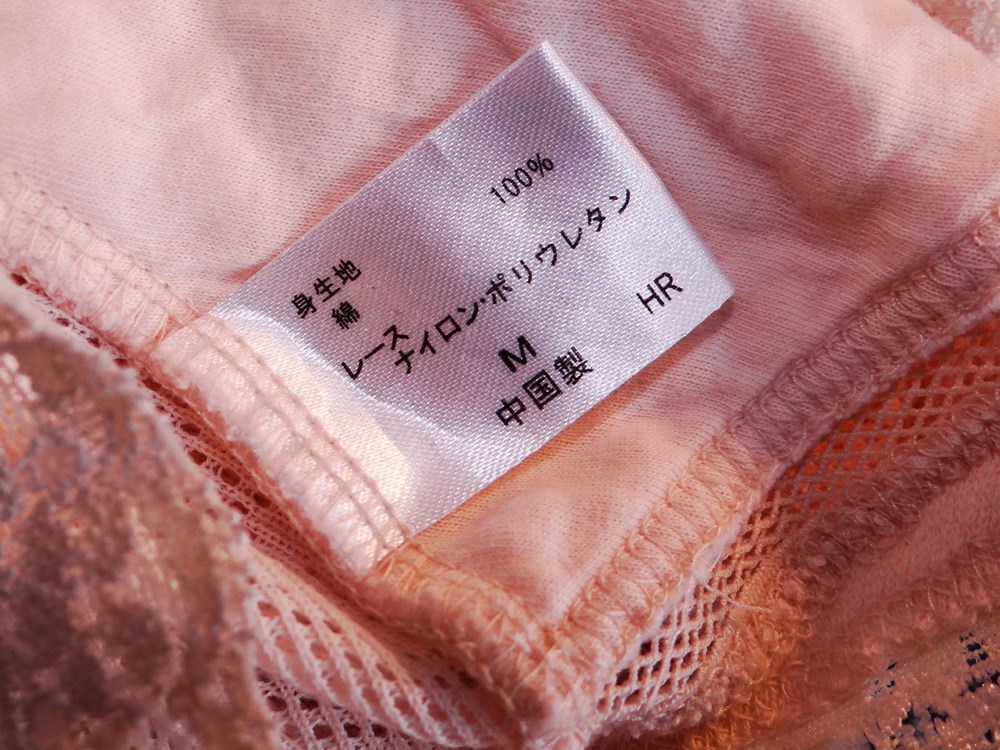 身生地
綿 100%
レース
ナイロン・ポリウレタン
M HR
中国製